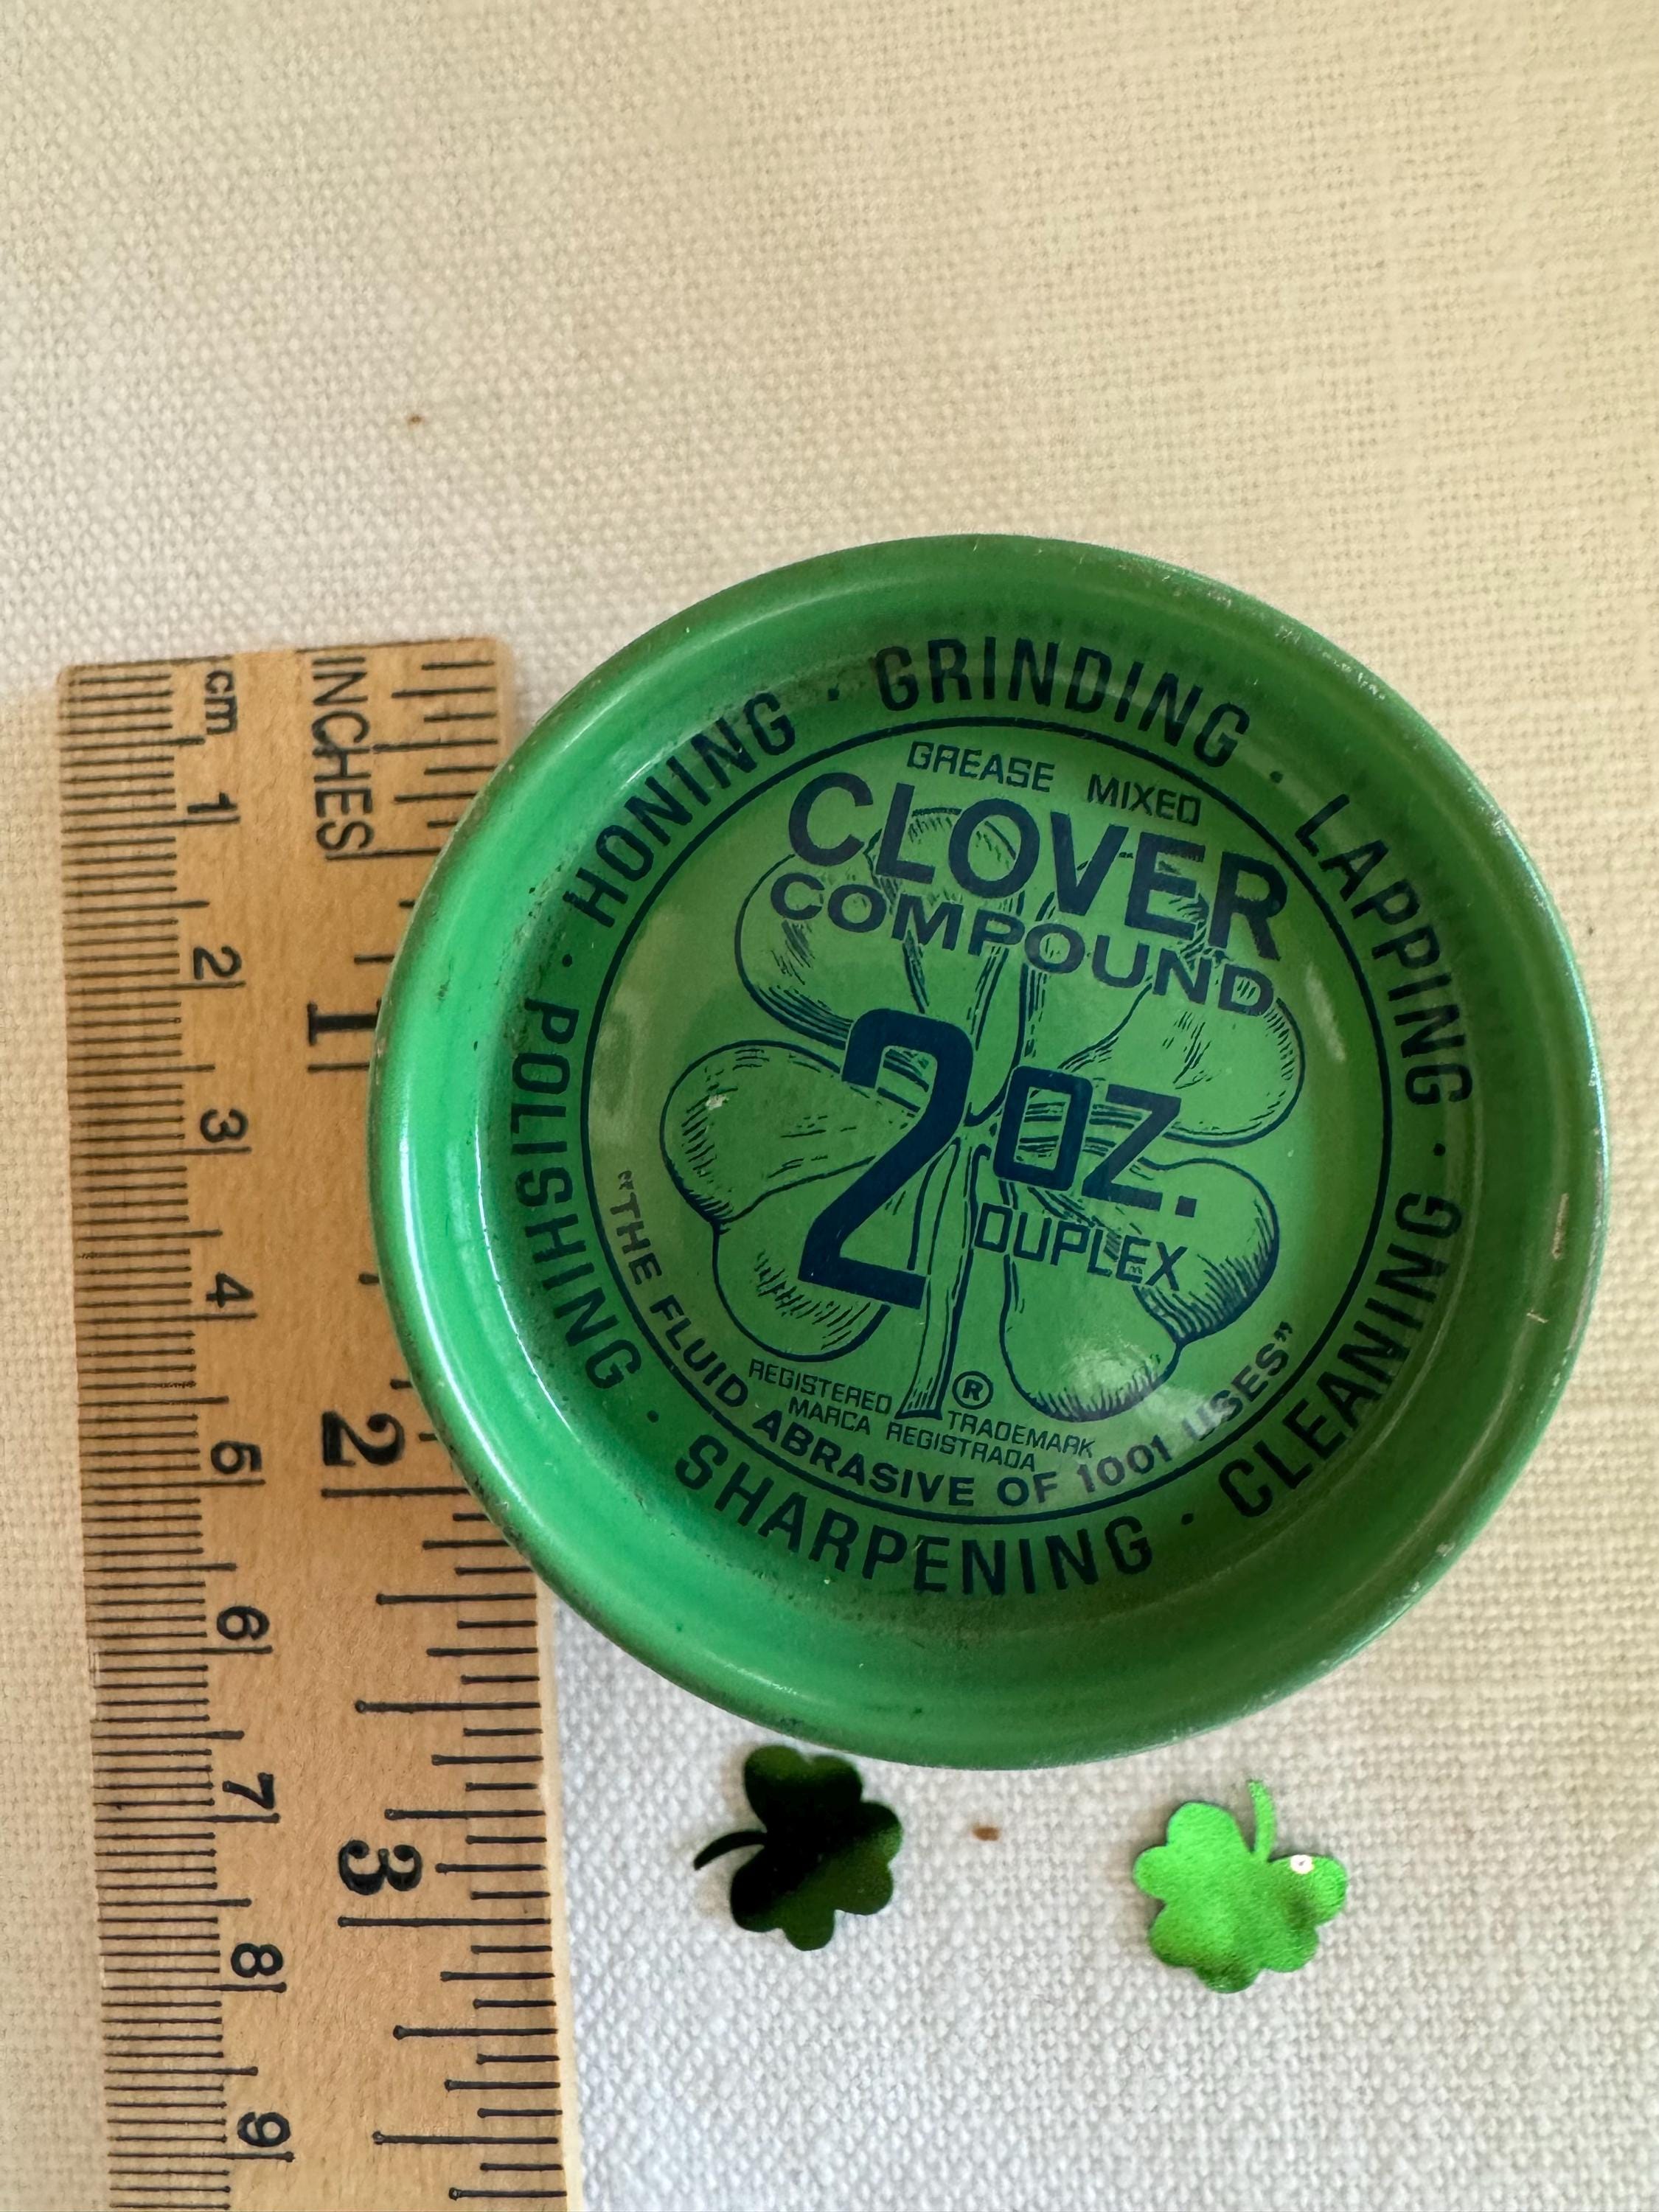 HONING · GRINDING · LAPPING · CLEANING · SHARPENING · POLISHING ·
GREASE MIXED
CLOVER
COMPOUND
2 OZ.
DUPLEX
REGISTERED ® TRADEMARK
MARCA REGISTRADA
“THE FLUID ABRASIVE OF 1001 USES”
cm
1
2
3
4
5
6
7
8
9
INCHES
1
2
3